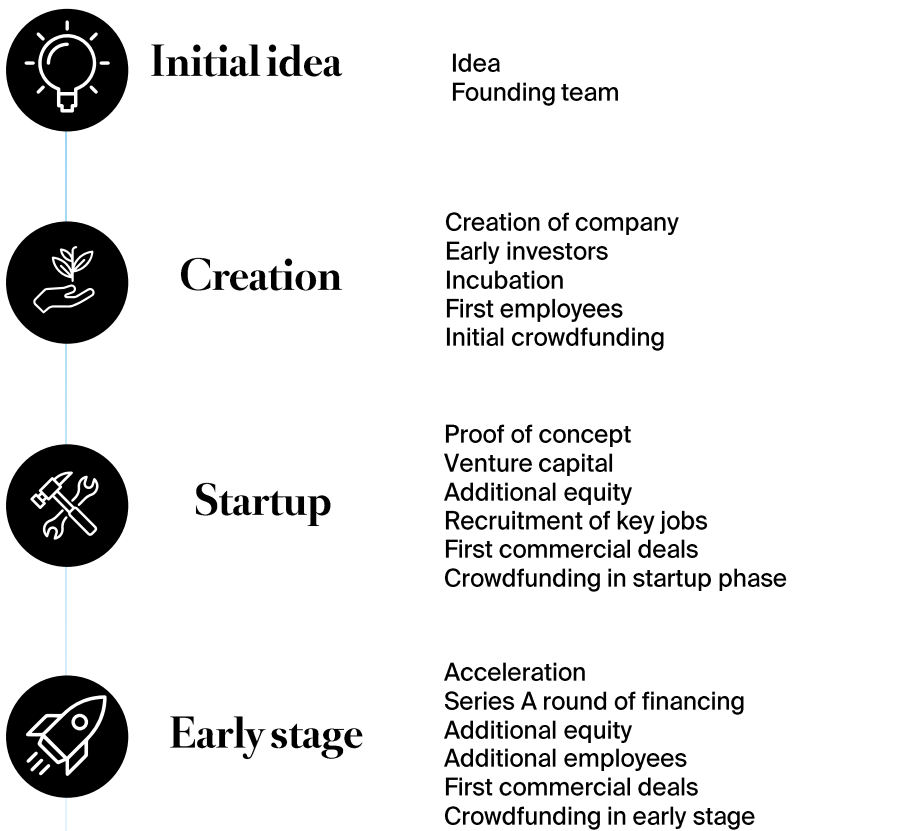 Initial idea
Idea
Founding team
Creation
Creation of company
Early investors
Incubation
First employees
Initial crowdfunding
Startup
Proof of concept
Venture capital
Additional equity
Recruitment of key jobs
First commercial deals
Crowdfunding in startup phase
Early stage
Acceleration
Series A round of financing
Additional equity
Additional employees
First commercial deals
Crowdfunding in early stage